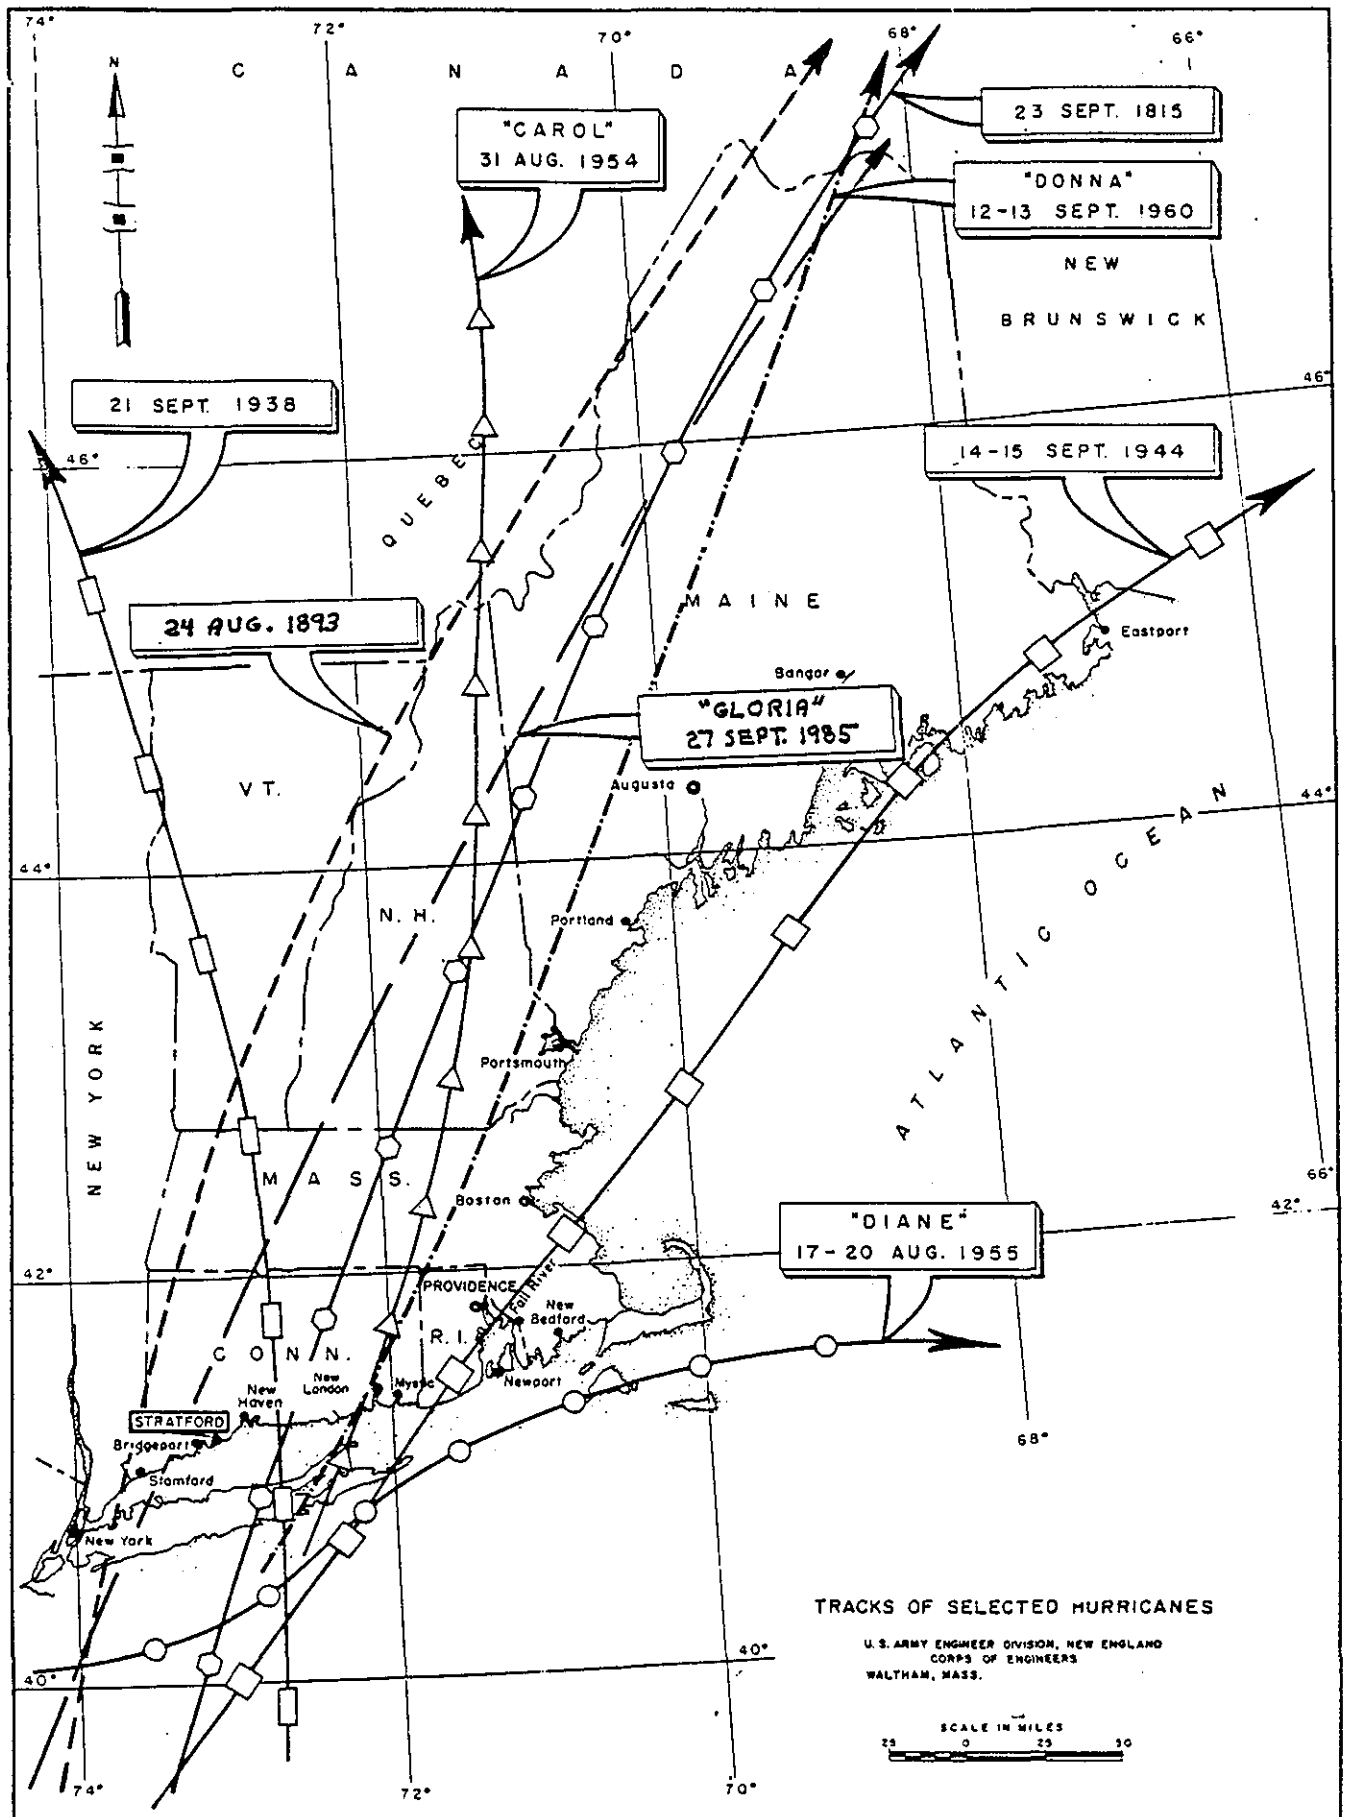 74°
72°
70°
68°
66°
N
C A N A D A
"CAROL"
31 AUG. 1954
23 SEPT. 1815
"DONNA"
12-13 SEPT. 1960
NEW
BRUNSWICK
21 SEPT. 1938
46°
46°
QUEBEC
14-15 SEPT. 1944
24 AUG. 1893
MAINE
Eastport
Bangor
"GLORIA"
27 SEPT. 1985
VT.
Augusta
44°
44°
N.H.
Portland
ATLANTIC OCEAN
NEW YORK
Portsmouth
MASS.
Boston
66°
42°
"DIANE"
17-20 AUG. 1955
42°
PROVIDENCE
Fall River
New
Bedford
R.I.
CONN.
New
London
Mystic
Newport
New
Haven
STRATFORD
Bridgeport
Stamford
68°
New York
TRACKS OF SELECTED HURRICANES
U.S. ARMY ENGINEER DIVISION, NEW ENGLAND
CORPS OF ENGINEERS
WALTHAM, MASS.
40°
40°
SCALE IN MILES
25 0 25 50
74°
72°
70°